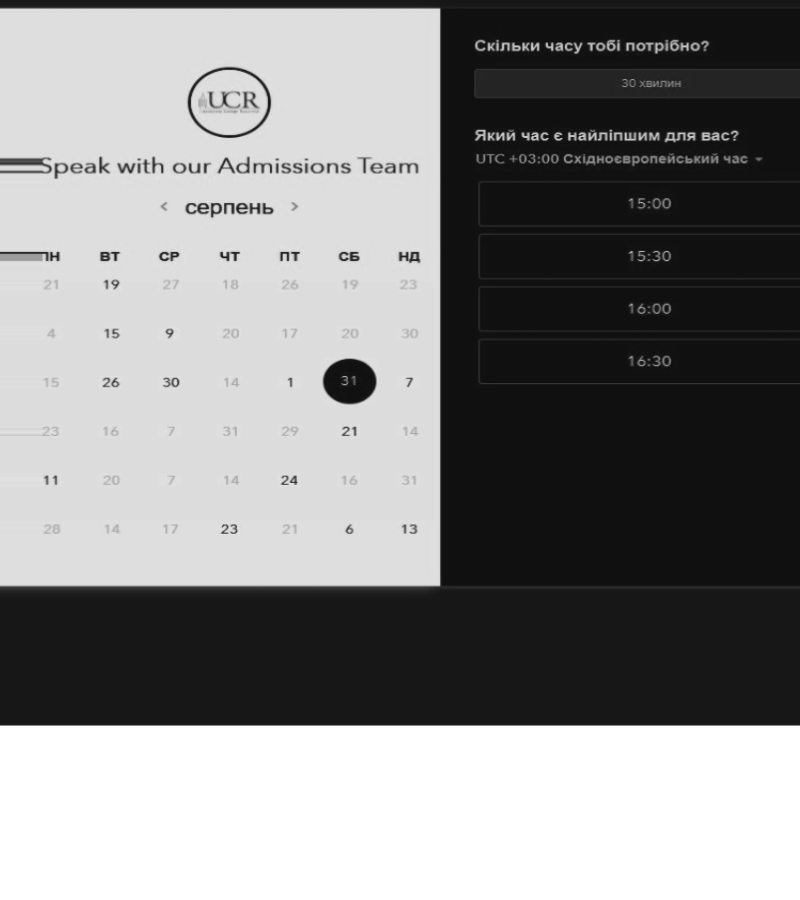 UCR
Speak with our Admissions Team
< серпень >
ПН ВТ СР ЧТ ПТ СБ НД
21 19 27 18 26 19 23
4 15 9 20 17 20 30
15 26 30 14 1 31 7
23 16 7 31 29 21 14
11 20 7 14 24 16 31
28 14 17 23 21 6 13
Скільки часу тобі потрібно?
30 хвилин
Який час є найліпшим для вас?
UTC +03:00 Східноєвропейський час
15:00
15:30
16:00
16:30